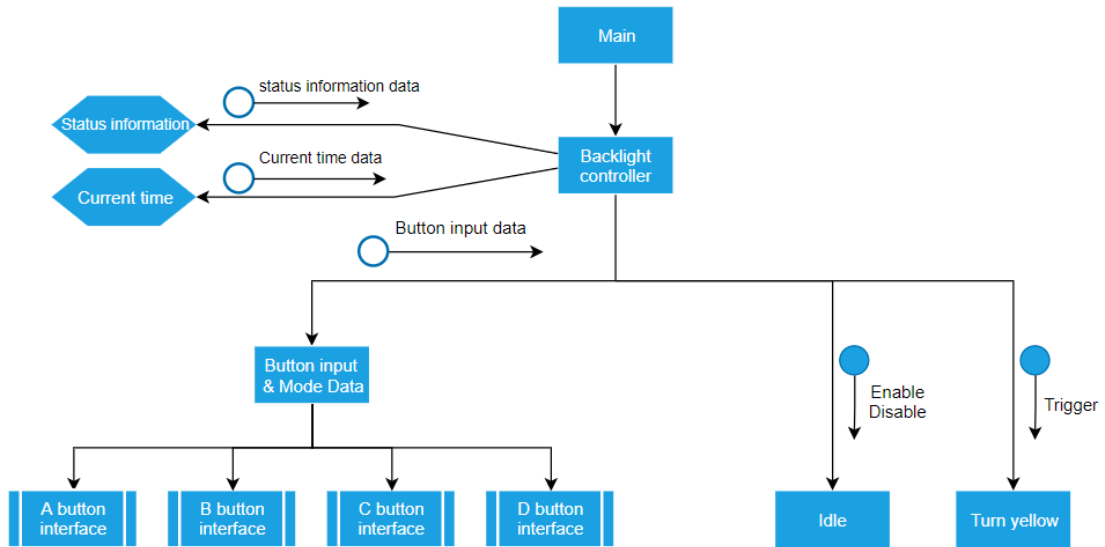 Main
status information data
Status information
Current time data
Current time
Backlight
controller
Button input data
Button input
& Mode Data
Enable
Disable
Trigger
A button
interface
B button
interface
C button
interface
D button
interface
Idle
Turn yellow